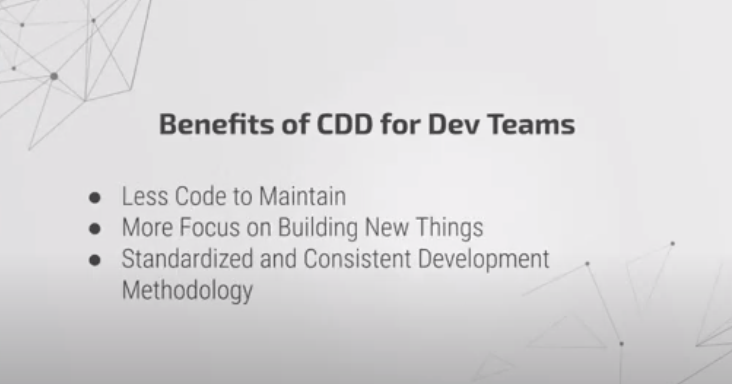 Benefits of CDD for Dev Teams
● Less Code to Maintain
● More Focus on Building New Things
● Standardized and Consistent Development
Methodology